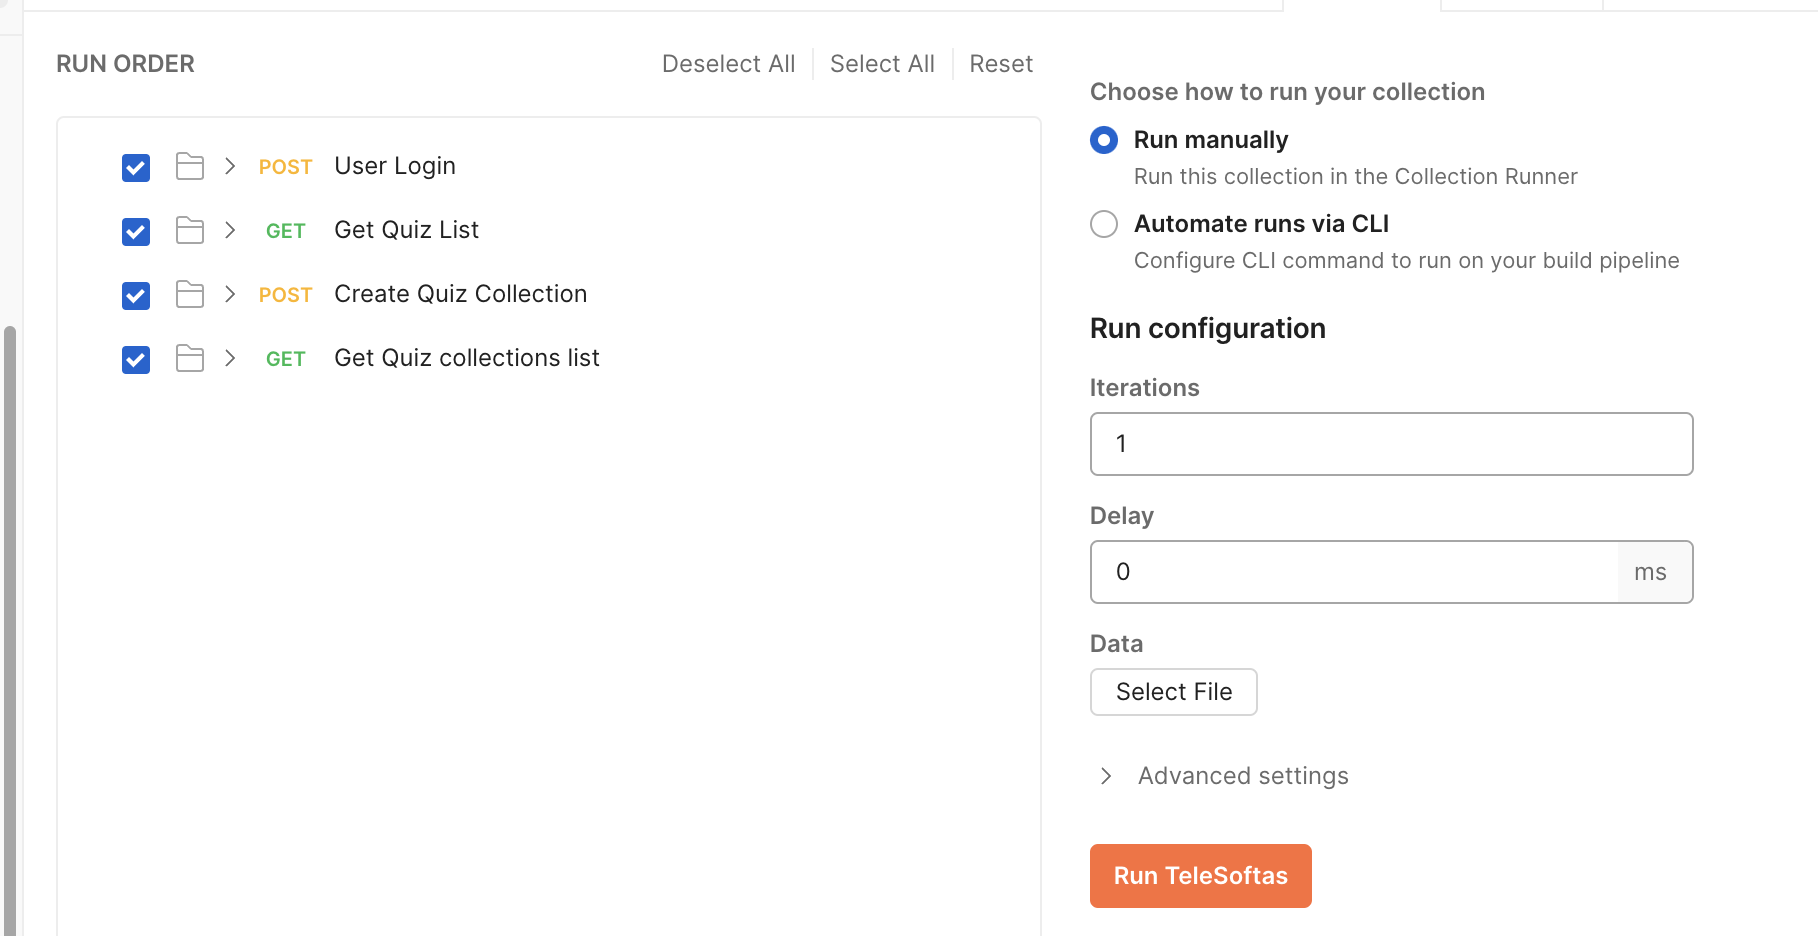 RUN ORDER
Deselect All
Select All
Reset
POST User Login
GET Get Quiz List
POST Create Quiz Collection
GET Get Quiz collections list
Choose how to run your collection
Run manually
Run this collection in the Collection Runner
Automate runs via CLI
Configure CLI command to run on your build pipeline
Run configuration
Iterations
1
Delay
0 ms
Data
Select File
Advanced settings
Run TeleSoftas